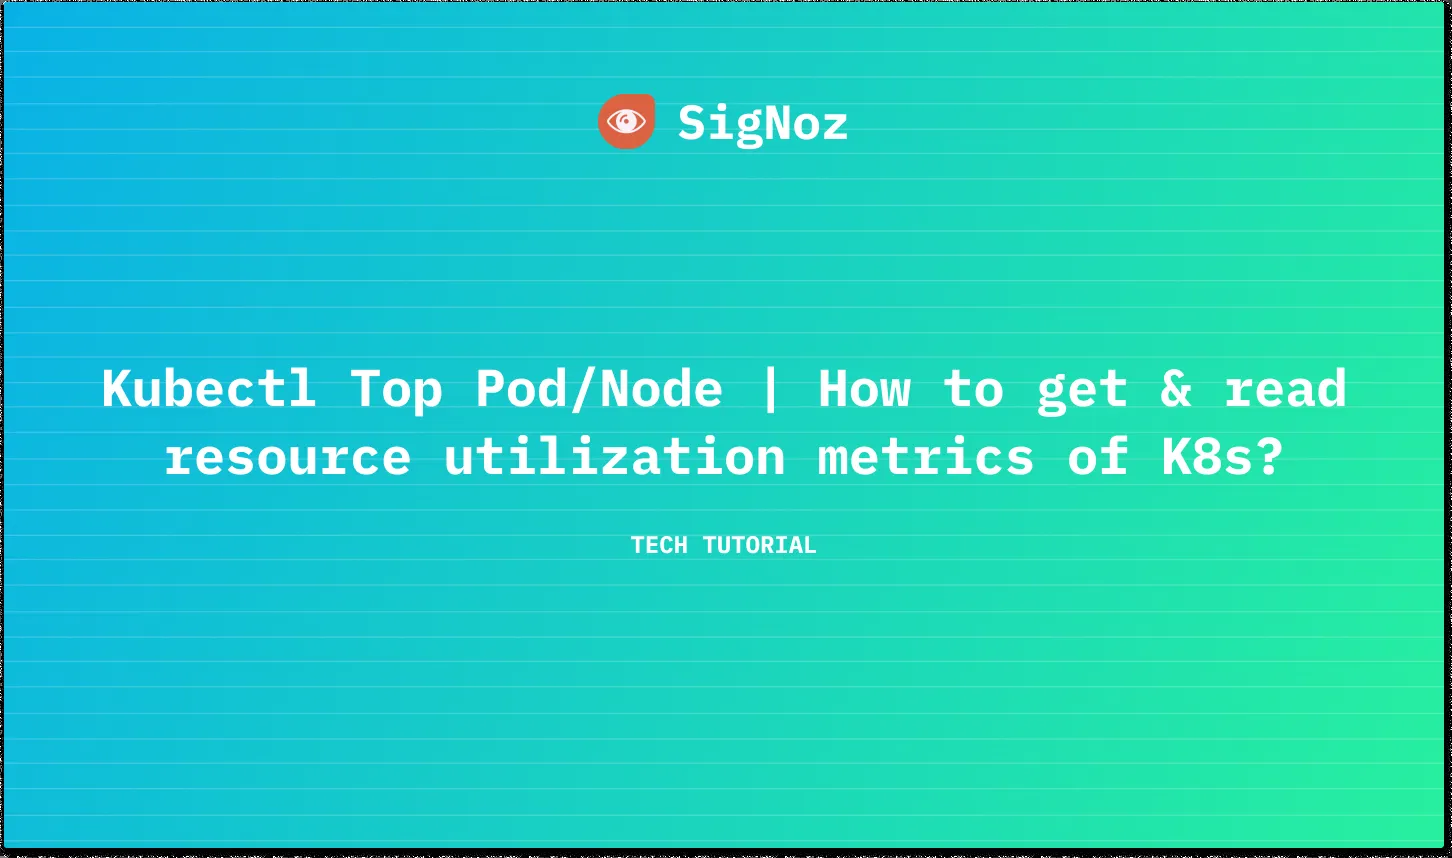 SigNoz
Kubectl Top Pod/Node | How to get & read
resource utilization metrics of K8s?
TECH TUTORIAL